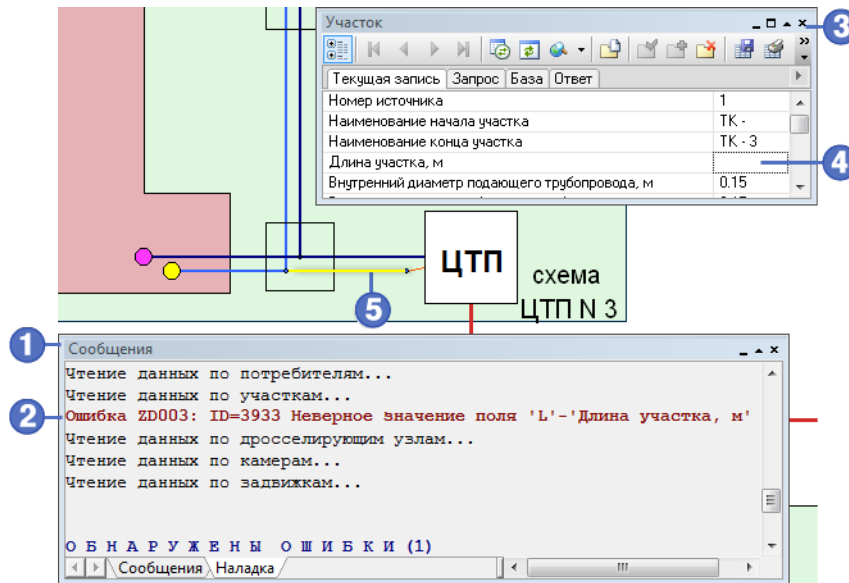 Участок
3
Текущая запись Запрос База Ответ
Номер источника 1
Наименование начала участка ТК -
Наименование конца участка ТК - 3
Длина участка, м
4
Внутренний диаметр подающего трубопровода, м 0.15
ЦТП
схема
ЦТП N 3
5
1
Сообщения
Чтение данных по потребителям...
Чтение данных по участкам...
2
Ошибка ZD003: ID=3933 Неверное значение поля 'L'-'Длина участка, м'
Чтение данных по дросселирующим узлам...
Чтение данных по камерам...
Чтение данных по задвижкам...
О Б Н А Р У Ж Е Н Ы О Ш И Б К И (1)
Сообщения Наладка